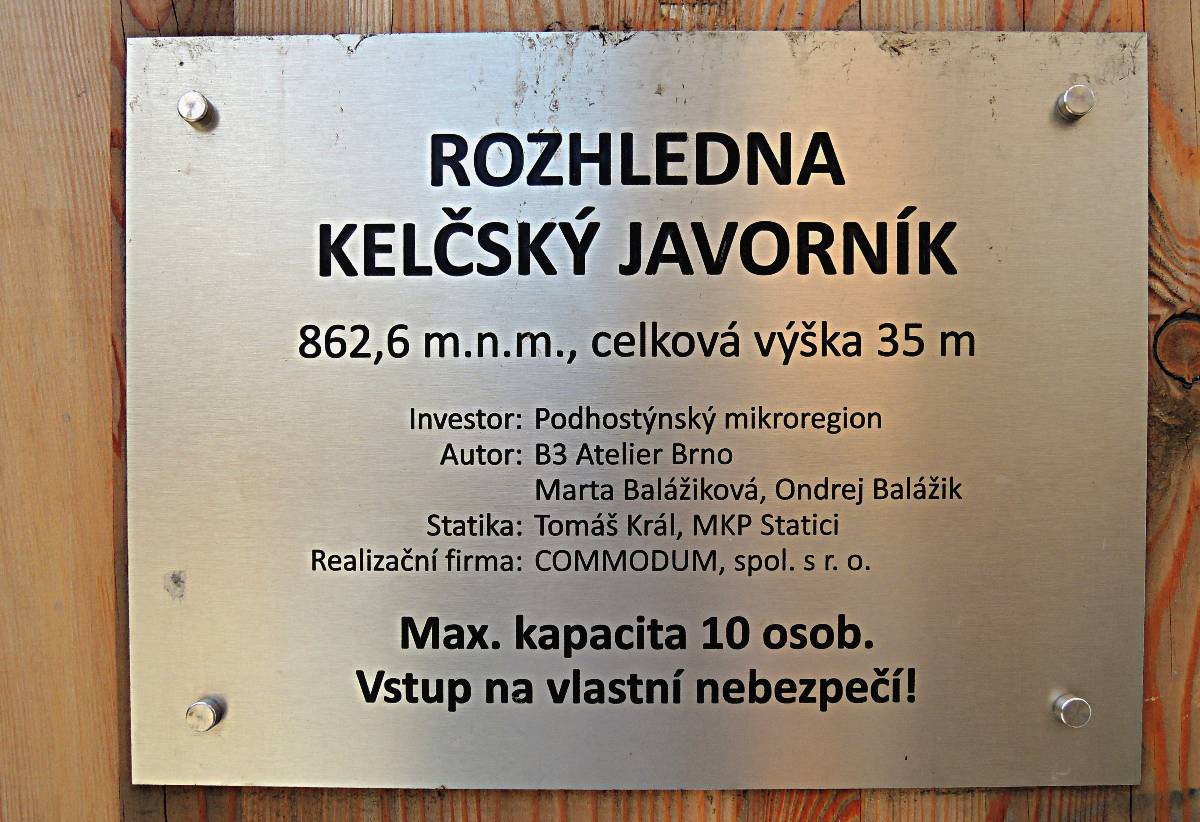 ROZHLEDNA
KELČSKÝ JAVORNÍK
862,6 m.n.m., celková výška 35 m
Investor: Podhostýnský mikroregion
Autor: B3 Atelier Brno
Marta Balážiková, Ondrej Balážik
Statika: Tomáš Král, MKP Statici
Realizační firma: COMMODUM, spol. s r. o.
Max. kapacita 10 osob.
Vstup na vlastní nebezpečí!